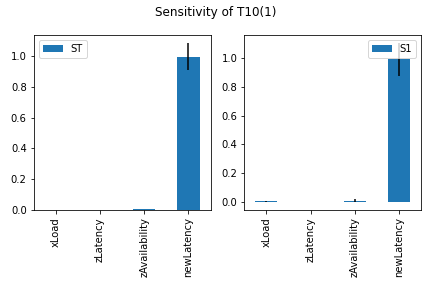 Sensitivity of T10(1)
ST
1.0
0.8
0.6
0.4
0.2
0.0
xLoad
zLatency
zAvailability
newLatency
S1
1.0
0.8
0.6
0.4
0.2
0.0
xLoad
zLatency
zAvailability
newLatency